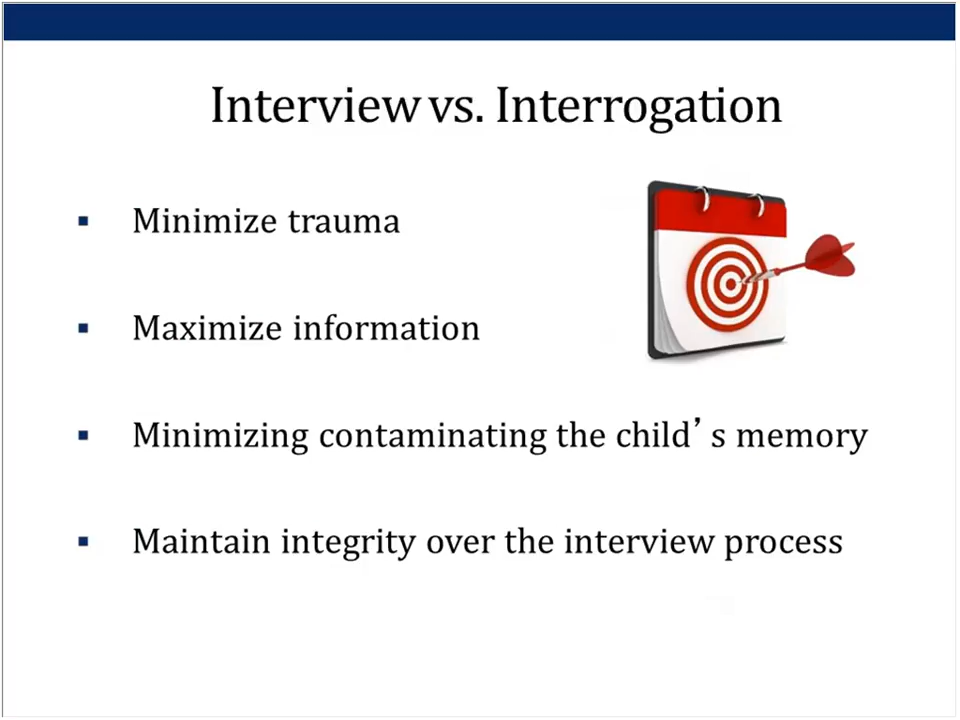 Interview vs. Interrogation
Minimize trauma
Maximize information
Minimizing contaminating the child’s memory
Maintain integrity over the interview process